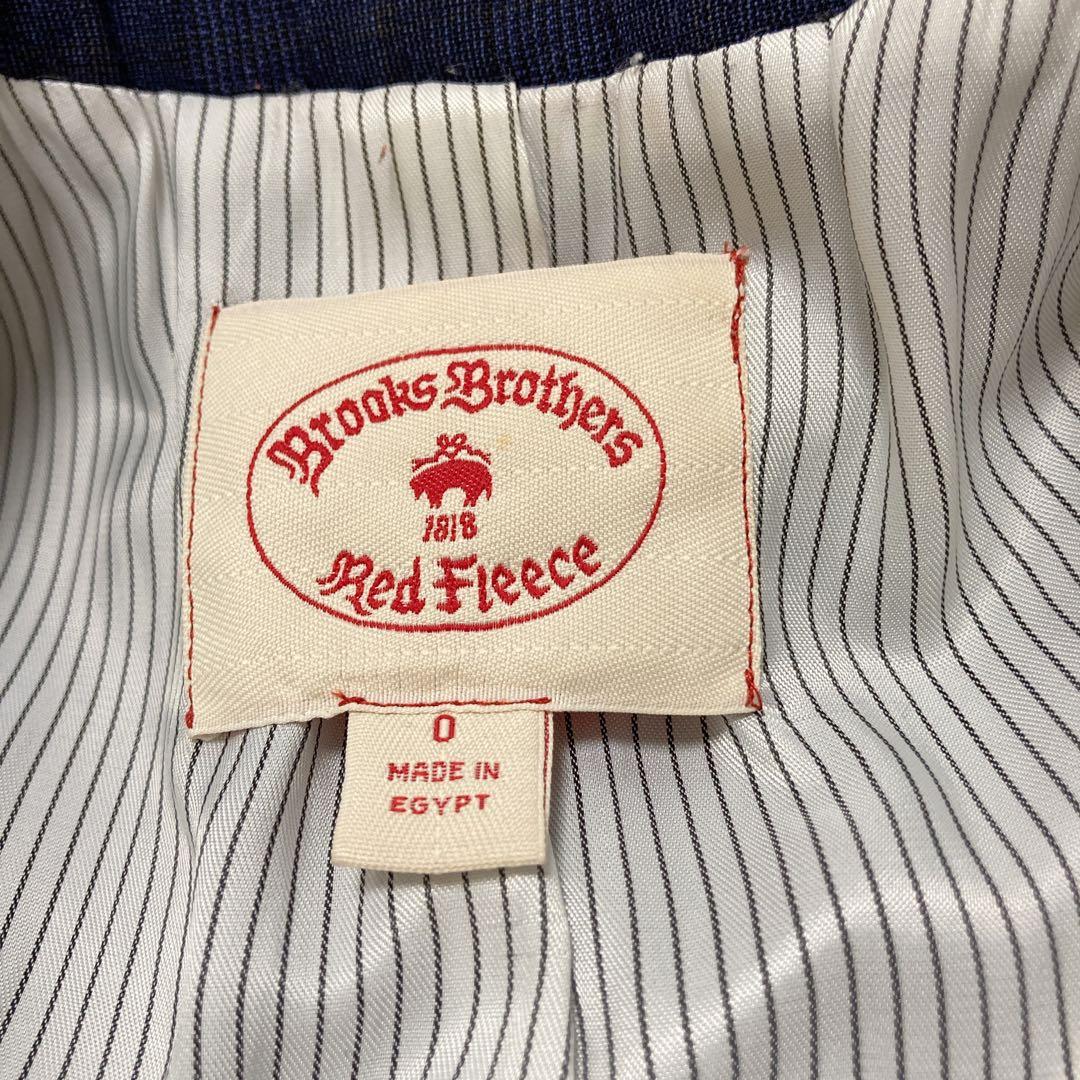 Brooks Brothers
1818
Red Fleece
0
MADE IN
EGYPT